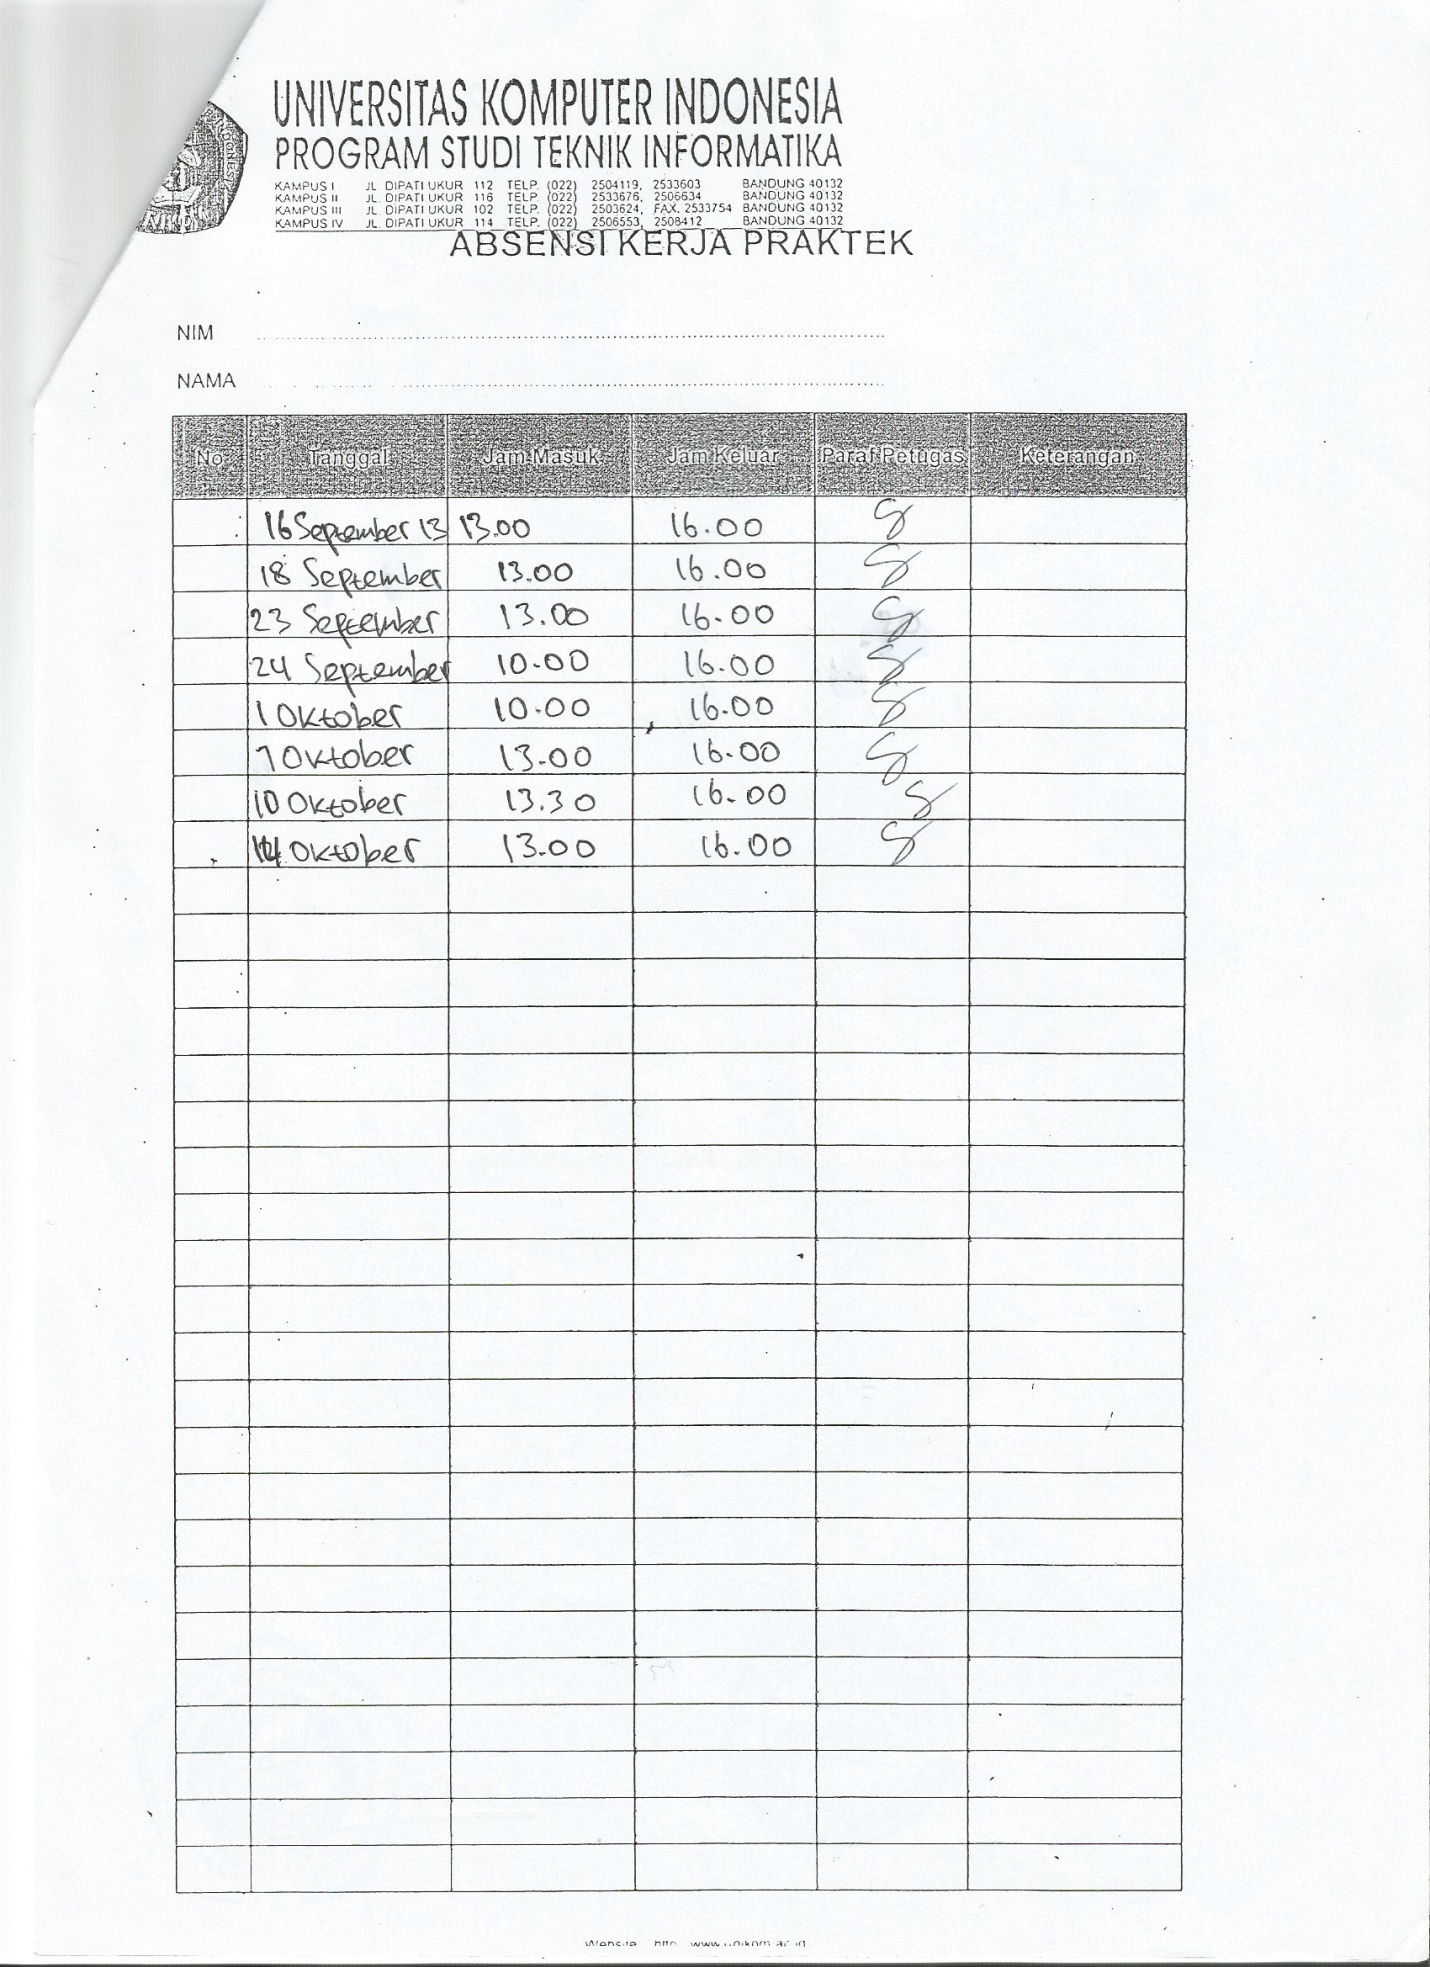 UNIVERSITAS KOMPUTER INDONESIA
PROGRAM STUDI TEKNIK INFORMATIKA
KAMPUS I JL. DIPATI UKUR 112 TELP. (022) 2504119, 2533603 BANDUNG 40132
KAMPUS II JL. DIPATI UKUR 116 TELP. (022) 2533676, 2506634 BANDUNG 40132
KAMPUS III JL. DIPATI UKUR 102 TELP. (022) 2503624, FAX. 2533754 BANDUNG 40132
KAMPUS IV JL. DIPATI UKUR 114 TELP. (022) 2506553, 2508412 BANDUNG 40132
ABSENSI KERJA PRAKTEK
NIM
NAMA
No Tanggal Jam Masuk Jam Keluar Paraf Petugas Keterangan
16 September 13 13.00 16.00
18 September 13.00 16.00
23 September 13.00 16.00
24 September 10.00 16.00
1 Oktober 10.00 16.00
7 Oktober 13.00 16.00
10 Oktober 13.30 16.00
14 Oktober 13.00 16.00
Website http www.unikom.ac.id